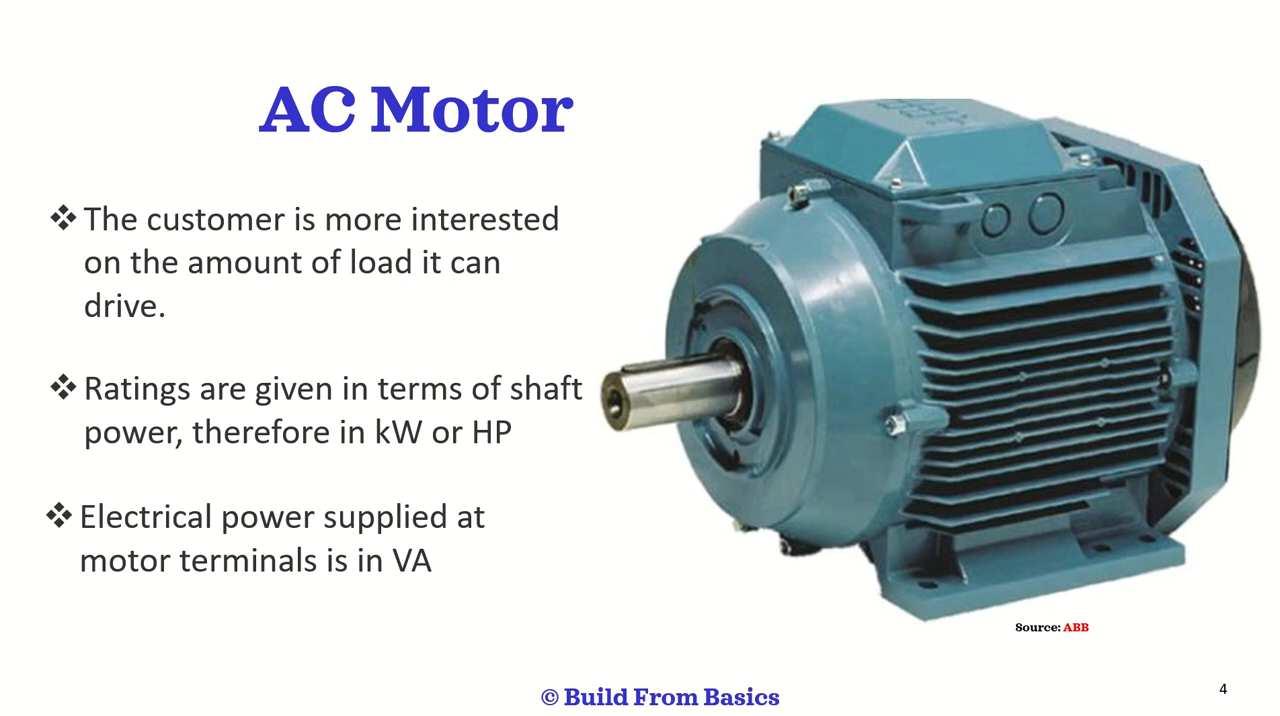 AC Motor
❖ The customer is more interested
on the amount of load it can
drive.
❖ Ratings are given in terms of shaft
power, therefore in kW or HP
❖ Electrical power supplied at
motor terminals is in VA
Source: ABB
© Build From Basics
4